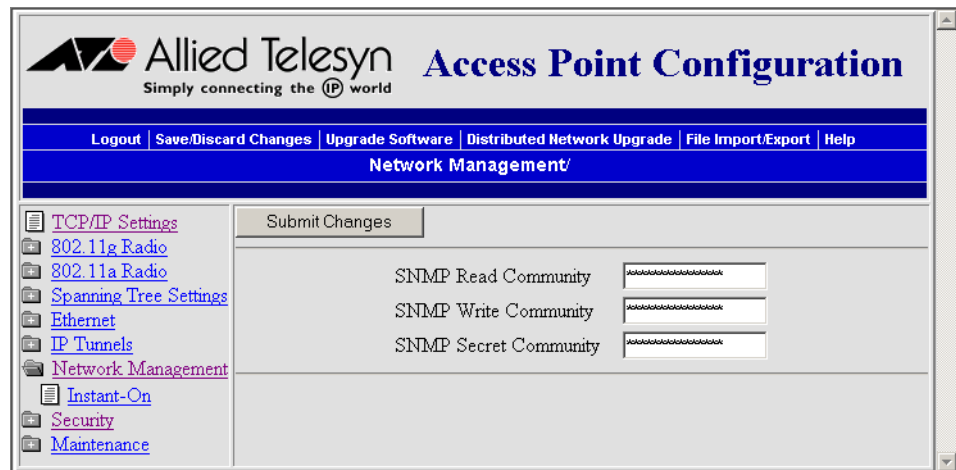 Allied Telesyn
Simply connecting the IP world
Access Point Configuration
Logout | Save/Discard Changes | Upgrade Software | Distributed Network Upgrade | File Import/Export | Help
Network Management/
TCP/IP Settings
802.11g Radio
802.11a Radio
Spanning Tree Settings
Ethernet
IP Tunnels
Network Management
Instant-On
Security
Maintenance
Submit Changes
SNMP Read Community ******************
SNMP Write Community ******************
SNMP Secret Community ******************